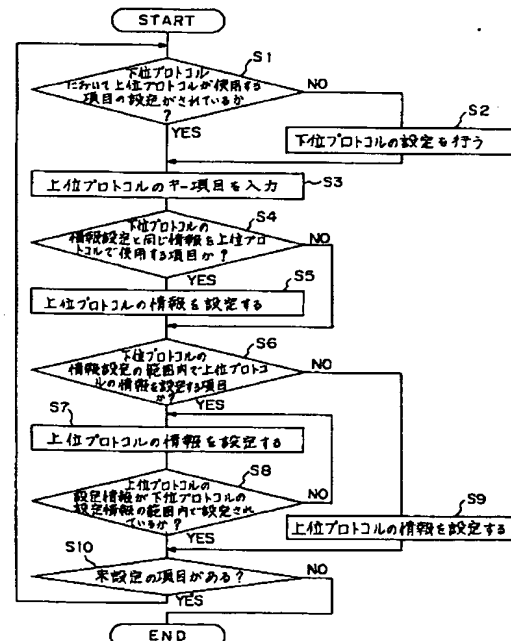 START
S1
下位プロトコル
において上位プロトコルが使用する
項目の設定がされているか
?
NO
YES
S2
下位プロトコルの設定を行う
S3
上位プロトコルのキー項目を入力
S4
下位プロトコルの
情報設定と同じ情報を上位プロト
コルで使用する項目か?
NO
YES
S5
上位プロトコルの情報を設定する
S6
下位プロトコルの
情報設定の範囲内で上位プロトコ
ルの情報を設定する項目
か?
NO
YES
S7
上位プロトコルの情報を設定する
S8
上位プロトコルの
設定情報が下位プロトコルの
設定情報の範囲内で設定され
ているか?
NO
YES
S9
上位プロトコルの情報を設定する
S10
未設定の項目がある?
NO
YES
END